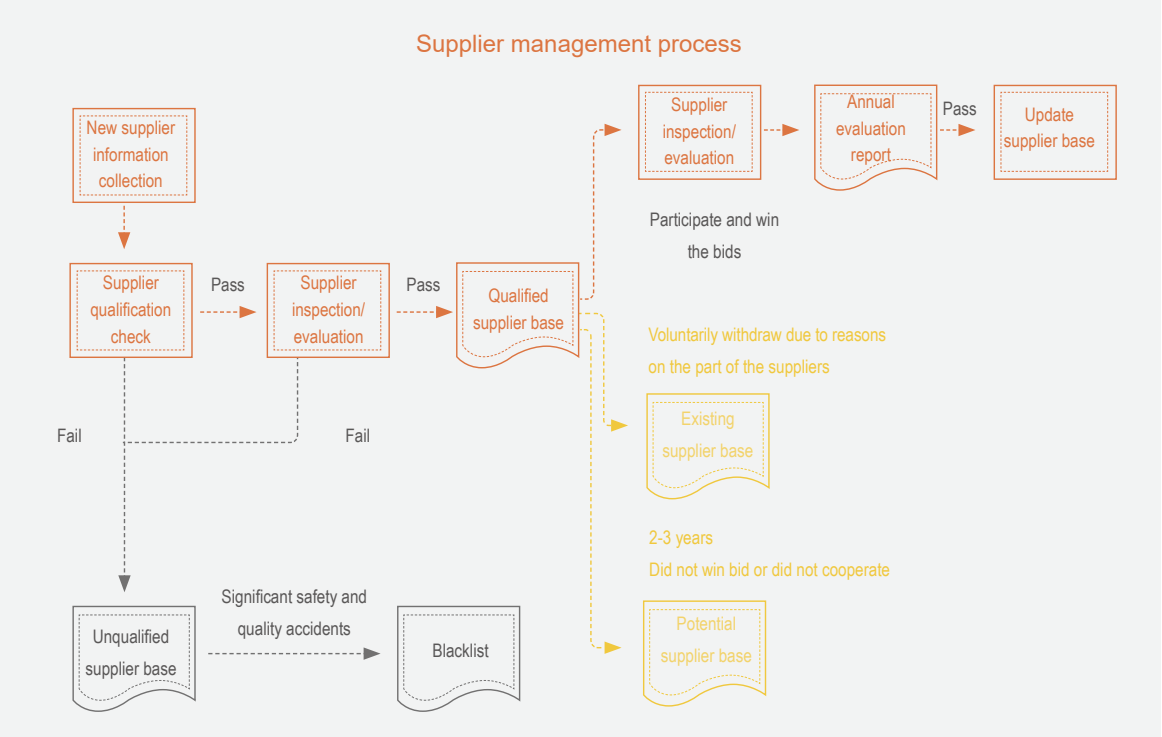 Supplier management process
New supplier
information
collection
Supplier
qualification
check
Pass
Supplier
inspection/
evaluation
Pass
Qualified
supplier base
Supplier
inspection/
evaluation
Annual
evaluation
report
Pass
Update
supplier base
Participate and win
the bids
Voluntarily withdraw due to reasons
on the part of the suppliers
Existing
supplier base
2-3 years
Did not win bid or did not cooperate
Potential
supplier base
Fail
Fail
Unqualified
supplier base
Significant safety and
quality accidents
Blacklist